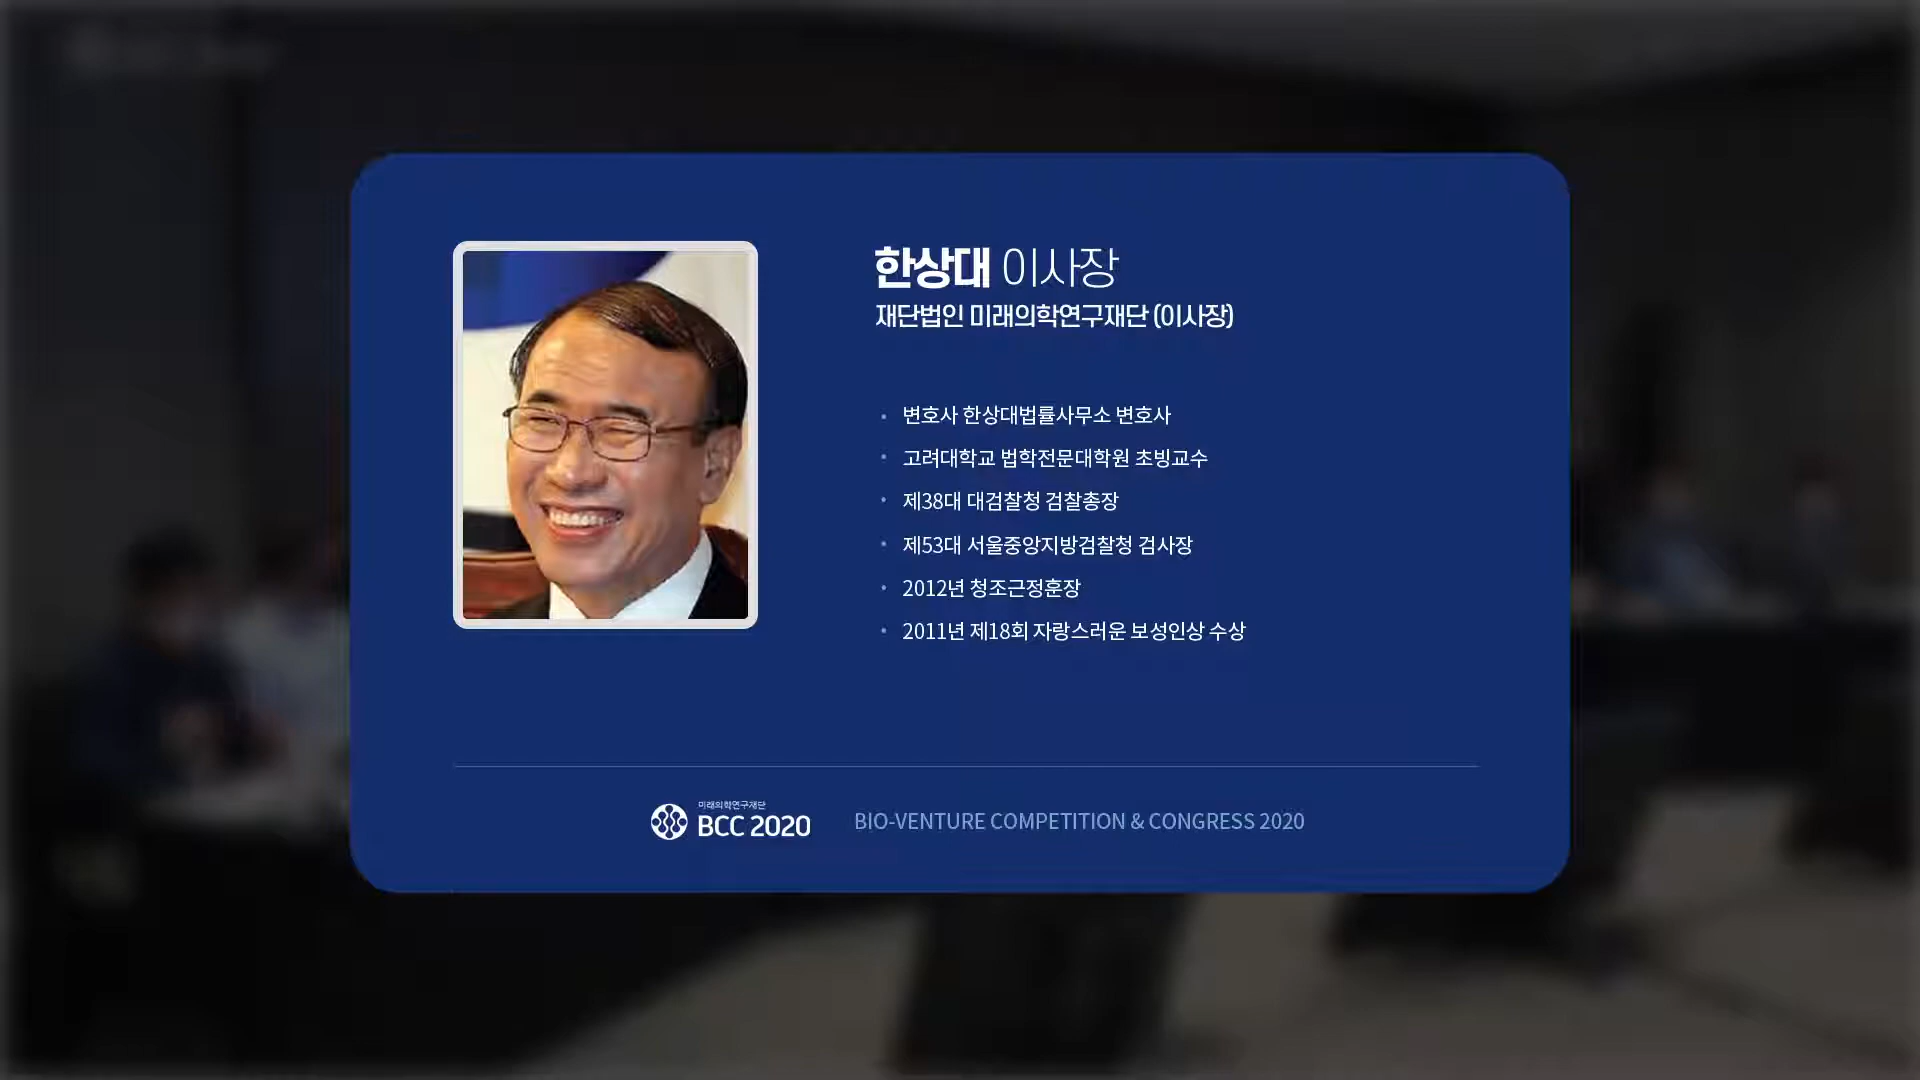 한상대 이사장
재단법인 미래의학연구재단 (이사장)
• 변호사 한상대법률사무소 변호사
• 고려대학교 법학전문대학원 초빙교수
• 제38대 대검찰청 검찰총장
• 제53대 서울중앙지방검찰청 검사장
• 2012년 청조근정훈장
• 2011년 제18회 자랑스러운 보성인상 수상
미래의학연구재단
BCC 2020
BIO-VENTURE COMPETITION & CONGRESS 2020